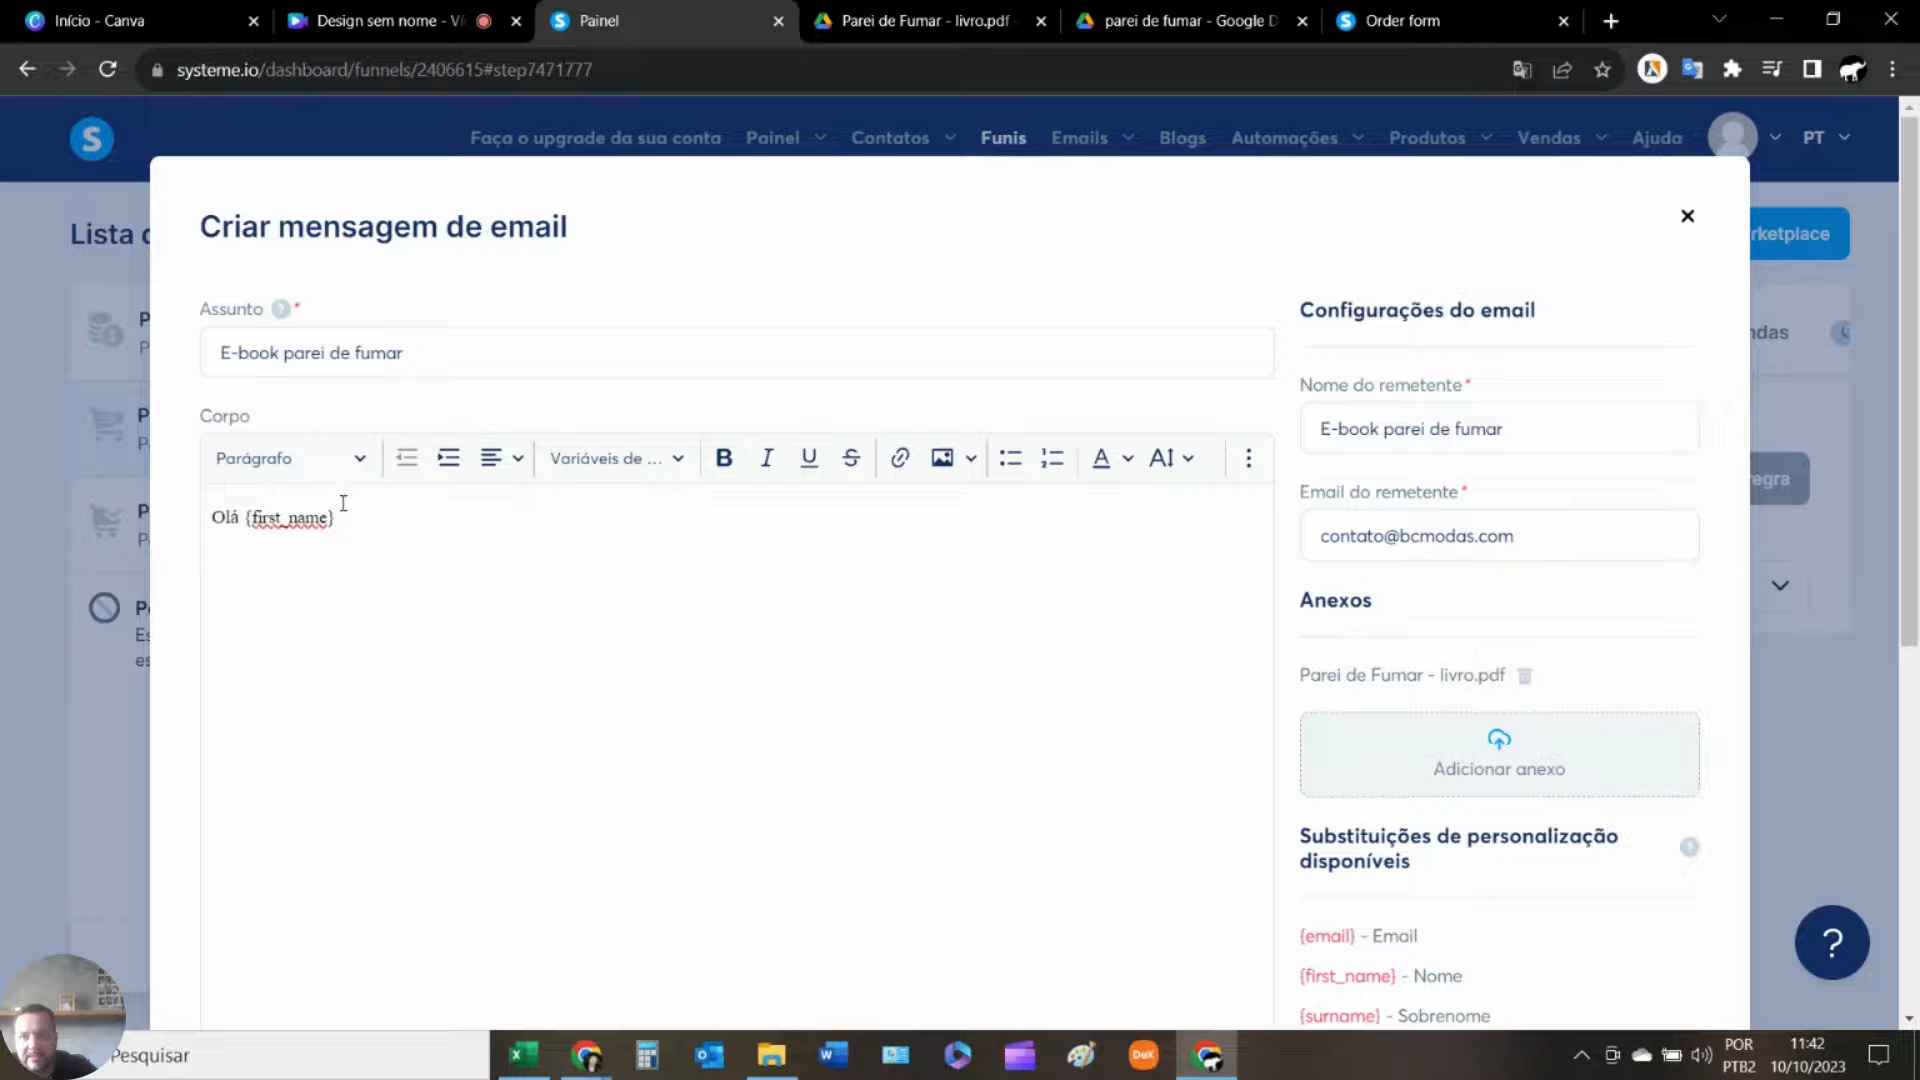 Início - Canva
Design sem nome - Ví
Painel
Parei de Fumar - livro.pdf
parei de fumar - Google D
Order form
systeme.io/dashboard/funnels/2406615#step7471777
Faça o upgrade da sua conta
Painel
Contatos
Funis
Emails
Blogs
Automações
Produtos
Vendas
Ajuda
PT
Lista d
rketplace
Criar mensagem de email
Assunto *
E-book parei de fumar
Corpo
Parágrafo
Variáveis de ...
Olá {first_name}
Configurações do email
Nome do remetente *
E-book parei de fumar
Email do remetente *
contato@bcmodas.com
Anexos
Parei de Fumar - livro.pdf
Adicionar anexo
Substituições de personalização
disponíveis
{email} - Email
{first_name} - Nome
{surname} - Sobrenome
ndas
egra
Pesquisar
POR
PTB2
11:42
10/10/2023